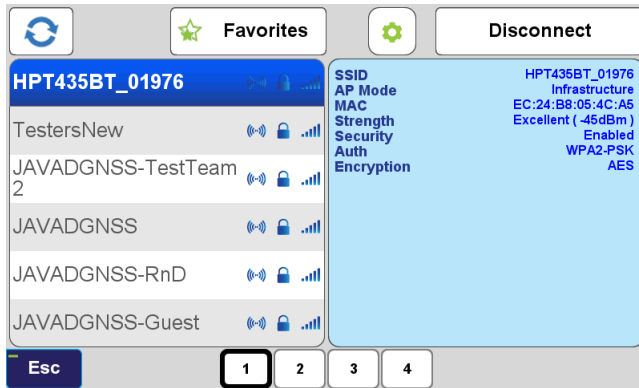 Favorites
Disconnect
HPT435BT_01976
TestersNew
JAVADGNSS-TestTeam
2
JAVADGNSS
JAVADGNSS-RnD
JAVADGNSS-Guest
SSID HPT435BT_01976
AP Mode Infrastructure
MAC EC:24:B8:05:4C:A5
Strength Excellent ( -45dBm )
Security Enabled
Auth WPA2-PSK
Encryption AES
Esc
1 2 3 4